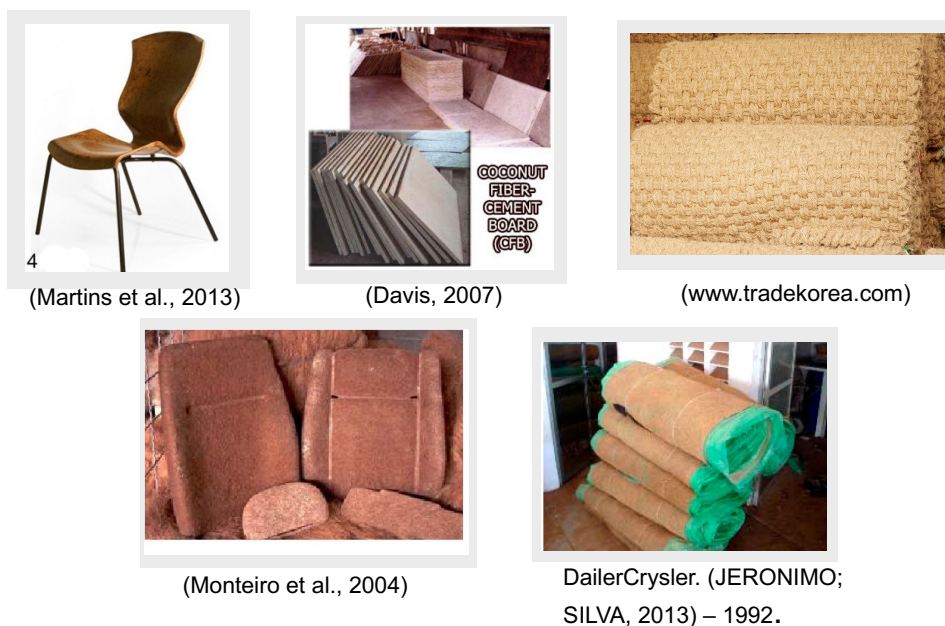 4
COCONUT
FIBER-
CEMENT
BOARD
(CFB)
(Martins et al., 2013)
(Davis, 2007)
(www.tradekorea.com)
(Monteiro et al., 2004)
DailerCrysler. (JERONIMO;
SILVA, 2013) – 1992.